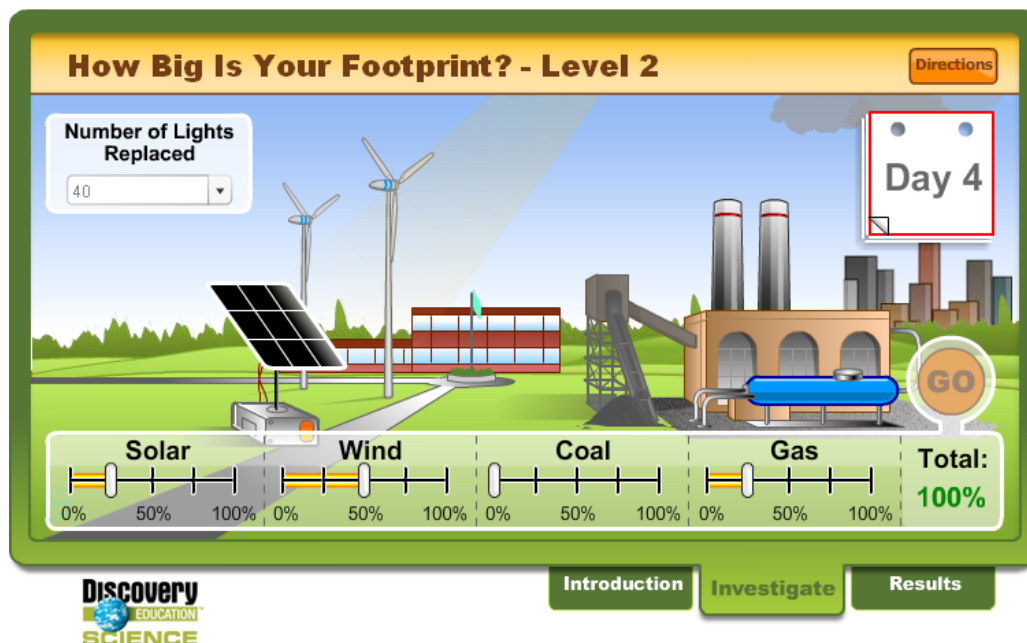 How Big Is Your Footprint? - Level 2
Directions
Number of Lights
Replaced
40
Day 4
GO
Solar
Wind
Coal
Gas
Total:
0% 50% 100%
0% 50% 100%
0% 50% 100%
0% 50% 100%
100%
Introduction
Investigate
Results
Discovery
EDUCATION™
SCIENCE